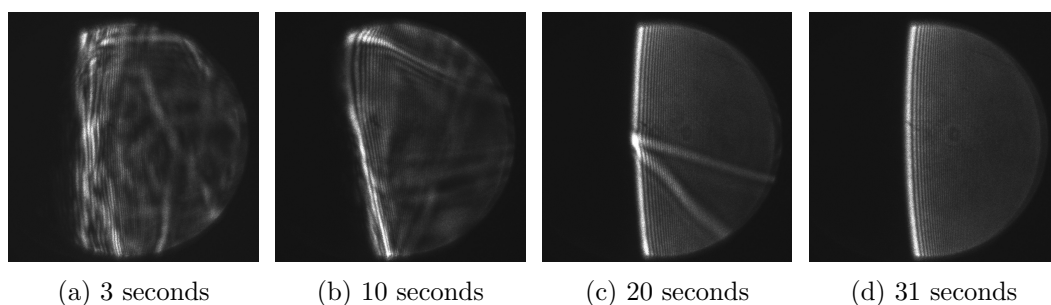 (a) 3 seconds
(b) 10 seconds
(c) 20 seconds
(d) 31 seconds